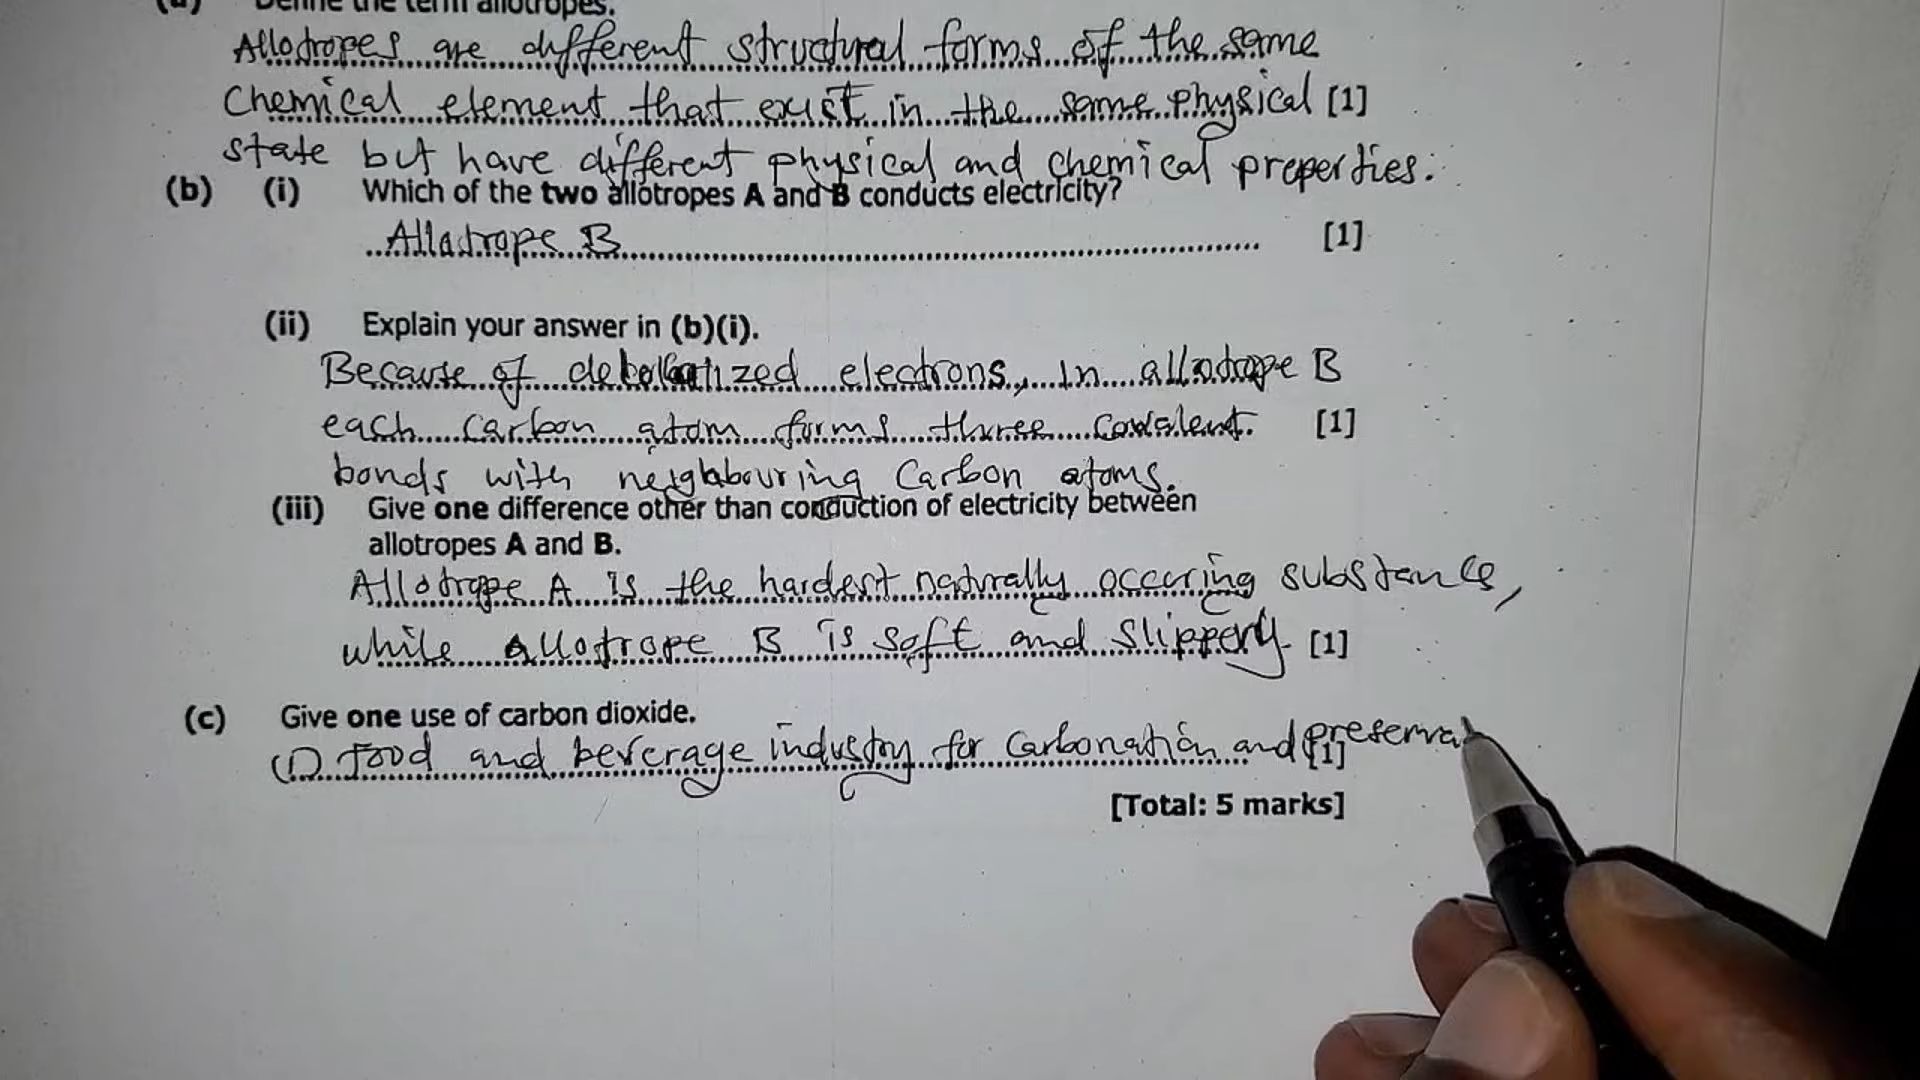 (a) Define the term allotropes.
Allotropes are different structural forms of the same
Chemical element that exist in the same physical [1]
state but have different physical and chemical properties.
(b) (i) Which of the two allotropes A and B conducts electricity?
Allotrope B [1]
(ii) Explain your answer in (b)(i).
Because of delocalized electrons, in allotrope B
each carbon atom forms three covalent [1]
bonds with neighbouring Carbon atoms.
(iii) Give one difference other than conduction of electricity between
allotropes A and B.
Allotrope A is the hardest naturally occuring substance,
while allotrope B is soft and slippery. [1]
(c) Give one use of carbon dioxide.
(1) food and beverage industry for Carbonation and preserva
[1]
[Total: 5 marks]